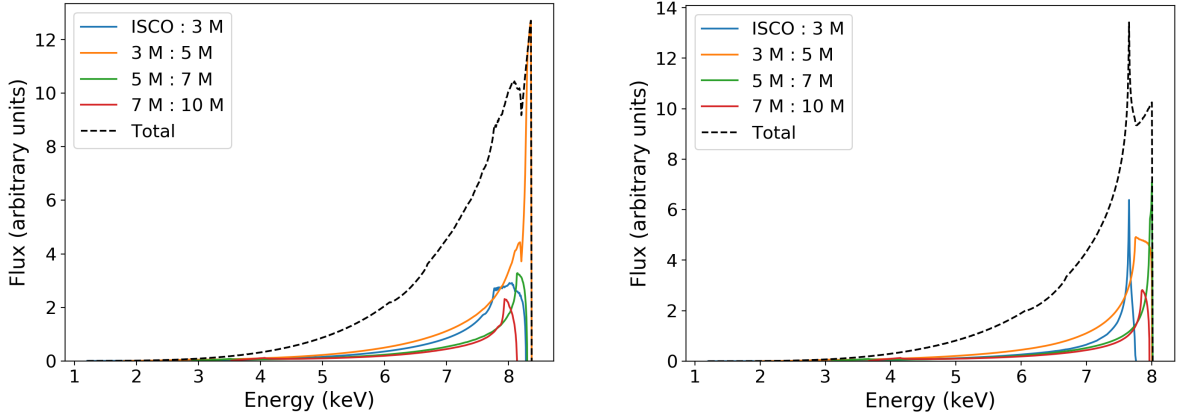 ISCO : 3 M
3 M : 5 M
5 M : 7 M
7 M : 10 M
Total
Flux (arbitrary units)
12
10
8
6
4
2
0
1 2 3 4 5 6 7 8
Energy (keV)
ISCO : 3 M
3 M : 5 M
5 M : 7 M
7 M : 10 M
Total
Flux (arbitrary units)
14
12
10
8
6
4
2
0
1 2 3 4 5 6 7 8
Energy (keV)